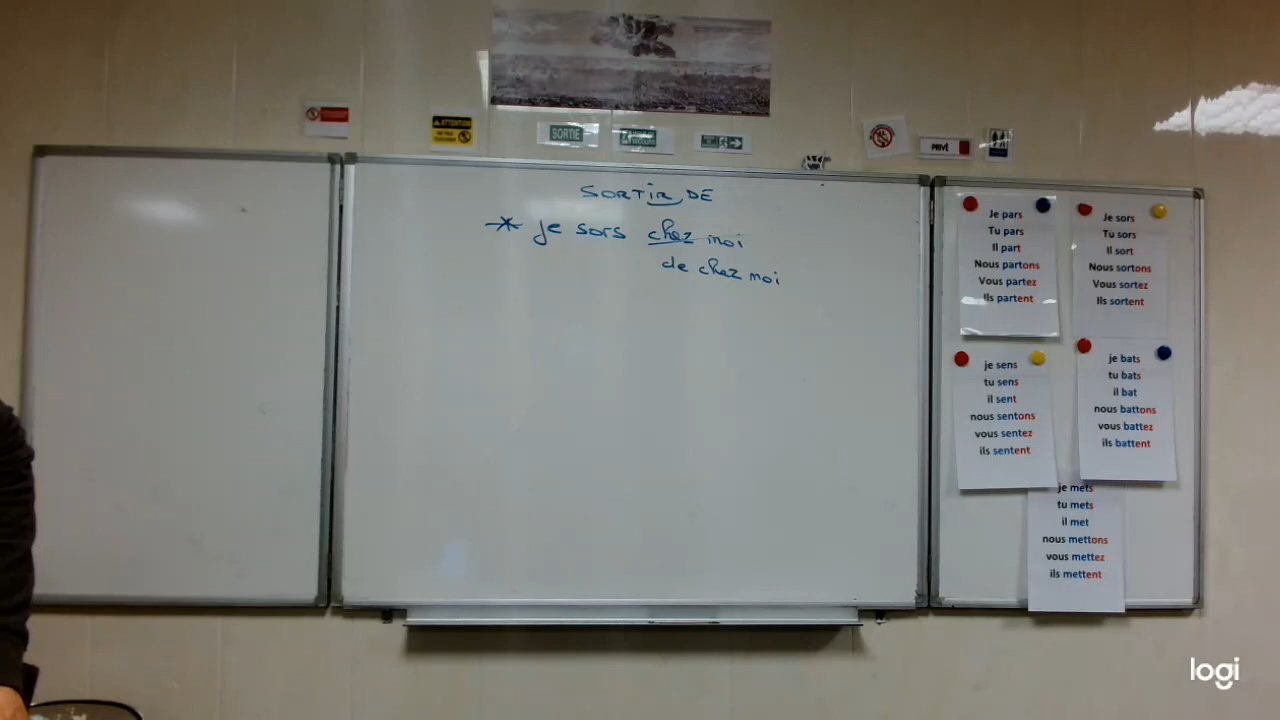 ATTENTION
SORTIE
PRIVÉ
SORTIR DE
* je sors chez moi
de chez moi
Je pars
Tu pars
Il part
Nous partons
Vous partez
Ils partent
Je sors
Tu sors
Il sort
Nous sortons
Vous sortez
Ils sortent
je sens
tu sens
il sent
nous sentons
vous sentez
ils sentent
je bats
tu bats
il bat
nous battons
vous battez
ils battent
je mets
tu mets
il met
nous mettons
vous mettez
ils mettent
logi